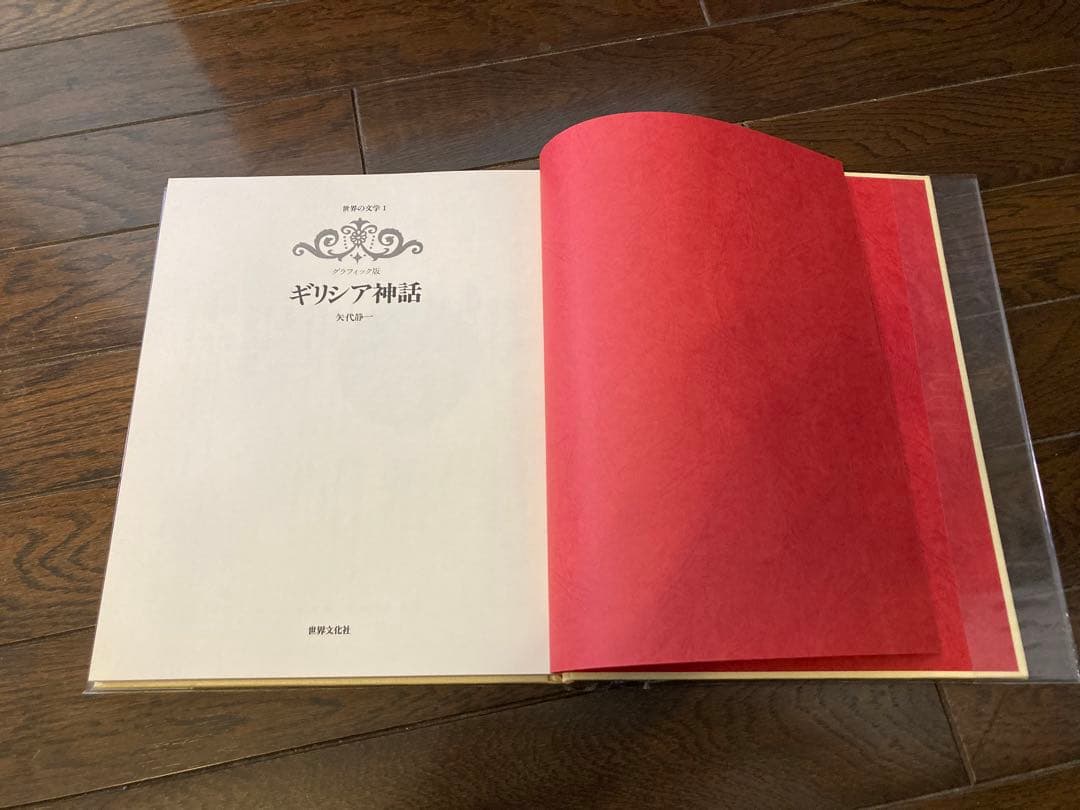 世界の文学 1
グラフィック版
ギリシア神話
矢代静一
世界文化社